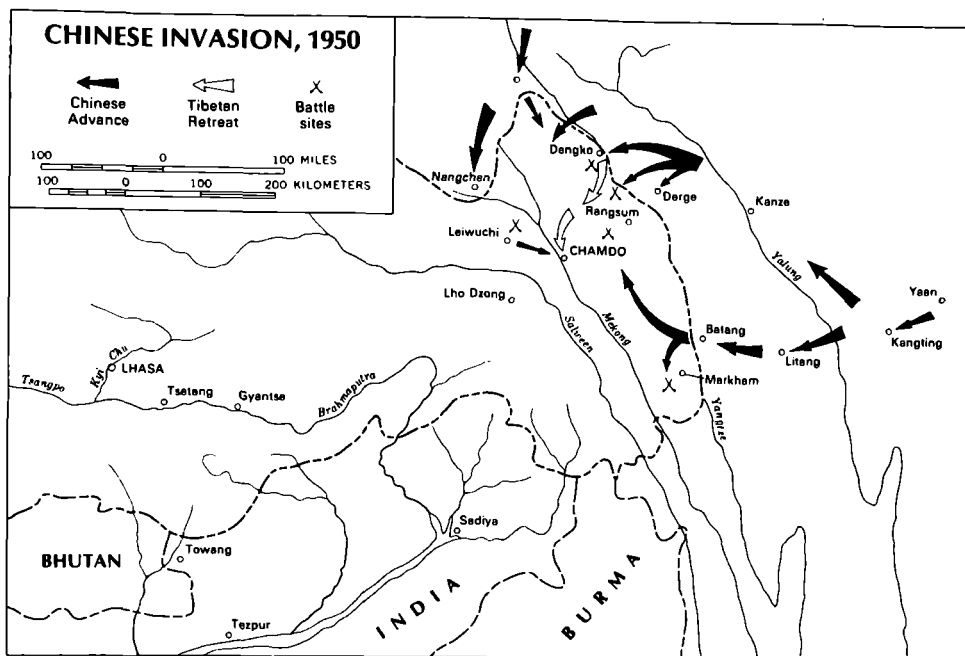 CHINESE INVASION, 1950
Chinese Advance
Tibetan Retreat
Battle sites
100 0 100 MILES
100 0 100 200 KILOMETERS
Dengko
Nangchen
Derge
Rangsum
Kanze
Leiwuchi
CHAMDO
Yalung
Lho Dzong
Yaan
Salween
Mekong
Batang
Kangting
Litang
Markham
Kyi Chu
LHASA
Tsangpo
Tsetang
Gyantse
Brahmaputra
Yangtze
Sadiya
BHUTAN
Towang
INDIA
BURMA
Tezpur